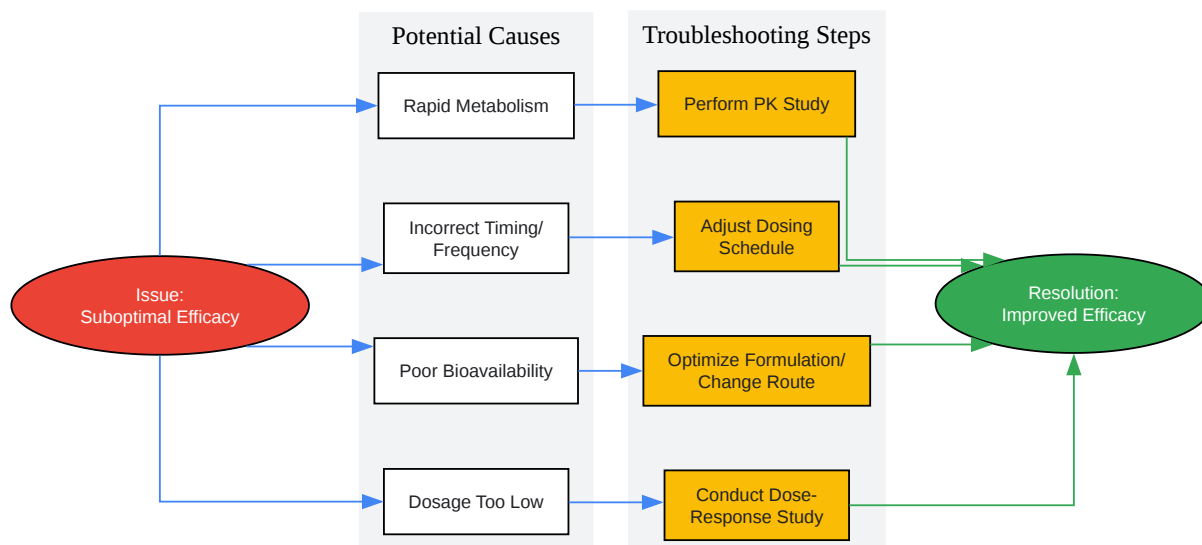 Potential Causes
Troubleshooting Steps
Rapid Metabolism
Perform PK Study
Incorrect Timing/
Frequency
Adjust Dosing
Schedule
Issue:
Suboptimal Efficacy
Resolution:
Improved Efficacy
Poor Bioavailability
Optimize Formulation/
Change Route
Dosage Too Low
Conduct Dose-
Response Study